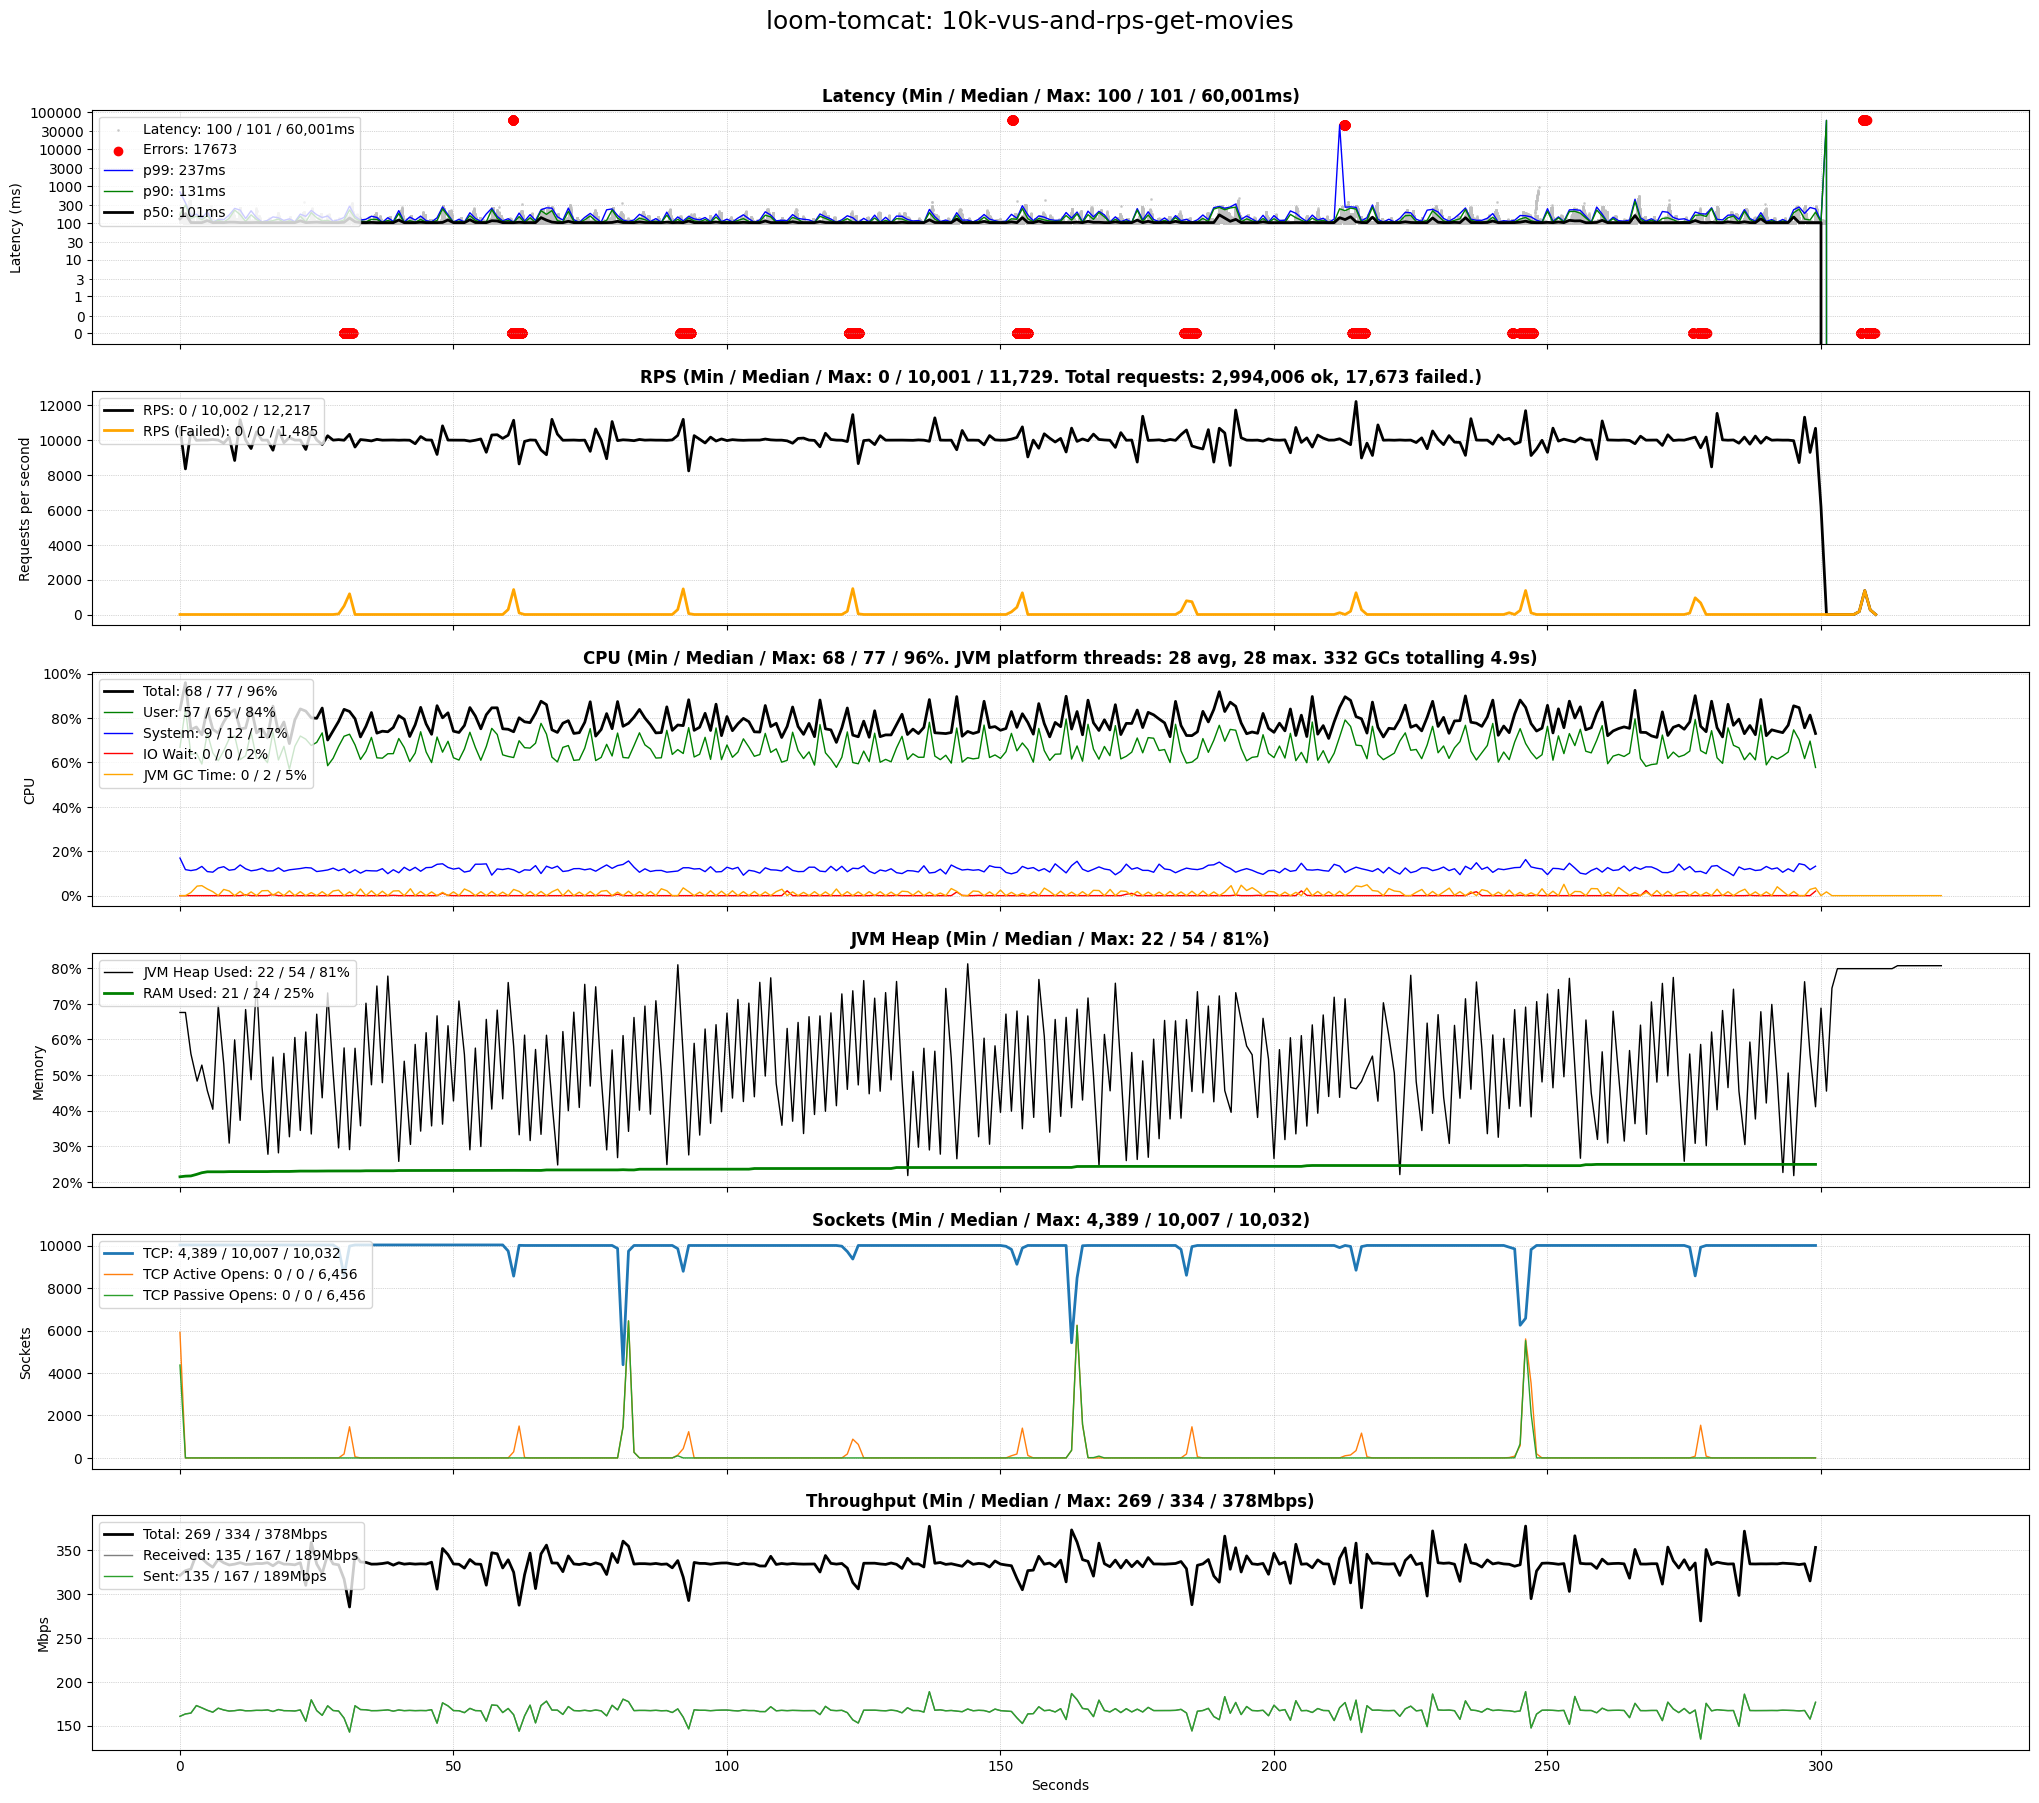 loom-tomcat: 10k-vus-and-rps-get-movies
Latency (Min / Median / Max: 100 / 101 / 60,001ms)
Latency (ms)
100000
30000
10000
3000
1000
300
100
30
10
3
1
0
0
Latency: 100 / 101 / 60,001ms
Errors: 17673
p99: 237ms
p90: 131ms
p50: 101ms
RPS (Min / Median / Max: 0 / 10,001 / 11,729. Total requests: 2,994,006 ok, 17,673 failed.)
Requests per second
12000
10000
8000
6000
4000
2000
0
RPS: 0 / 10,002 / 12,217
RPS (Failed): 0 / 0 / 1,485
CPU (Min / Median / Max: 68 / 77 / 96%. JVM platform threads: 28 avg, 28 max. 332 GCs totalling 4.9s)
CPU
100%
80%
60%
40%
20%
0%
Total: 68 / 77 / 96%
User: 57 / 65 / 84%
System: 9 / 12 / 17%
IO Wait: 0 / 0 / 2%
JVM GC Time: 0 / 2 / 5%
JVM Heap (Min / Median / Max: 22 / 54 / 81%)
Memory
80%
70%
60%
50%
40%
30%
20%
JVM Heap Used: 22 / 54 / 81%
RAM Used: 21 / 24 / 25%
Sockets (Min / Median / Max: 4,389 / 10,007 / 10,032)
Sockets
10000
8000
6000
4000
2000
0
TCP: 4,389 / 10,007 / 10,032
TCP Active Opens: 0 / 0 / 6,456
TCP Passive Opens: 0 / 0 / 6,456
Throughput (Min / Median / Max: 269 / 334 / 378Mbps)
Mbps
350
300
250
200
150
Total: 269 / 334 / 378Mbps
Received: 135 / 167 / 189Mbps
Sent: 135 / 167 / 189Mbps
0
50
100
150
200
250
300
Seconds